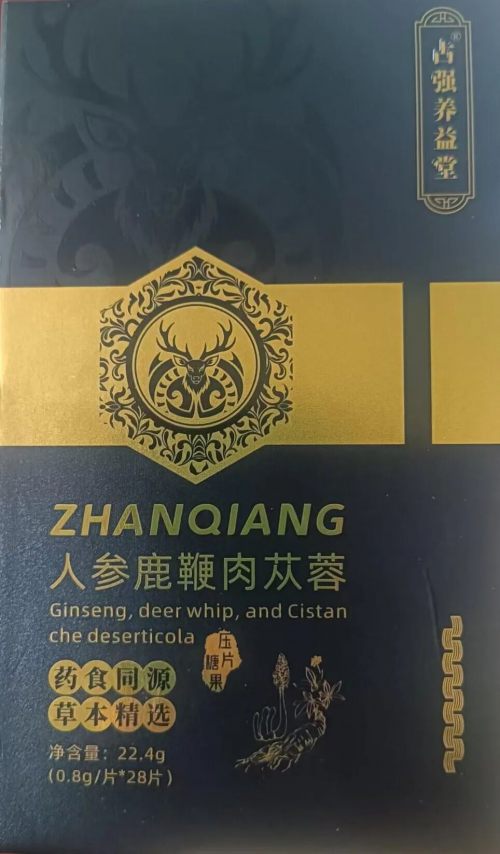 占强养益堂®
ZHANQIANG
人参鹿鞭肉苁蓉
Ginseng, deer whip, and Cistan
che deserticola
压片
糖果
药食同源
草本精选
净含量：22.4g
(0.8g/片*28片)